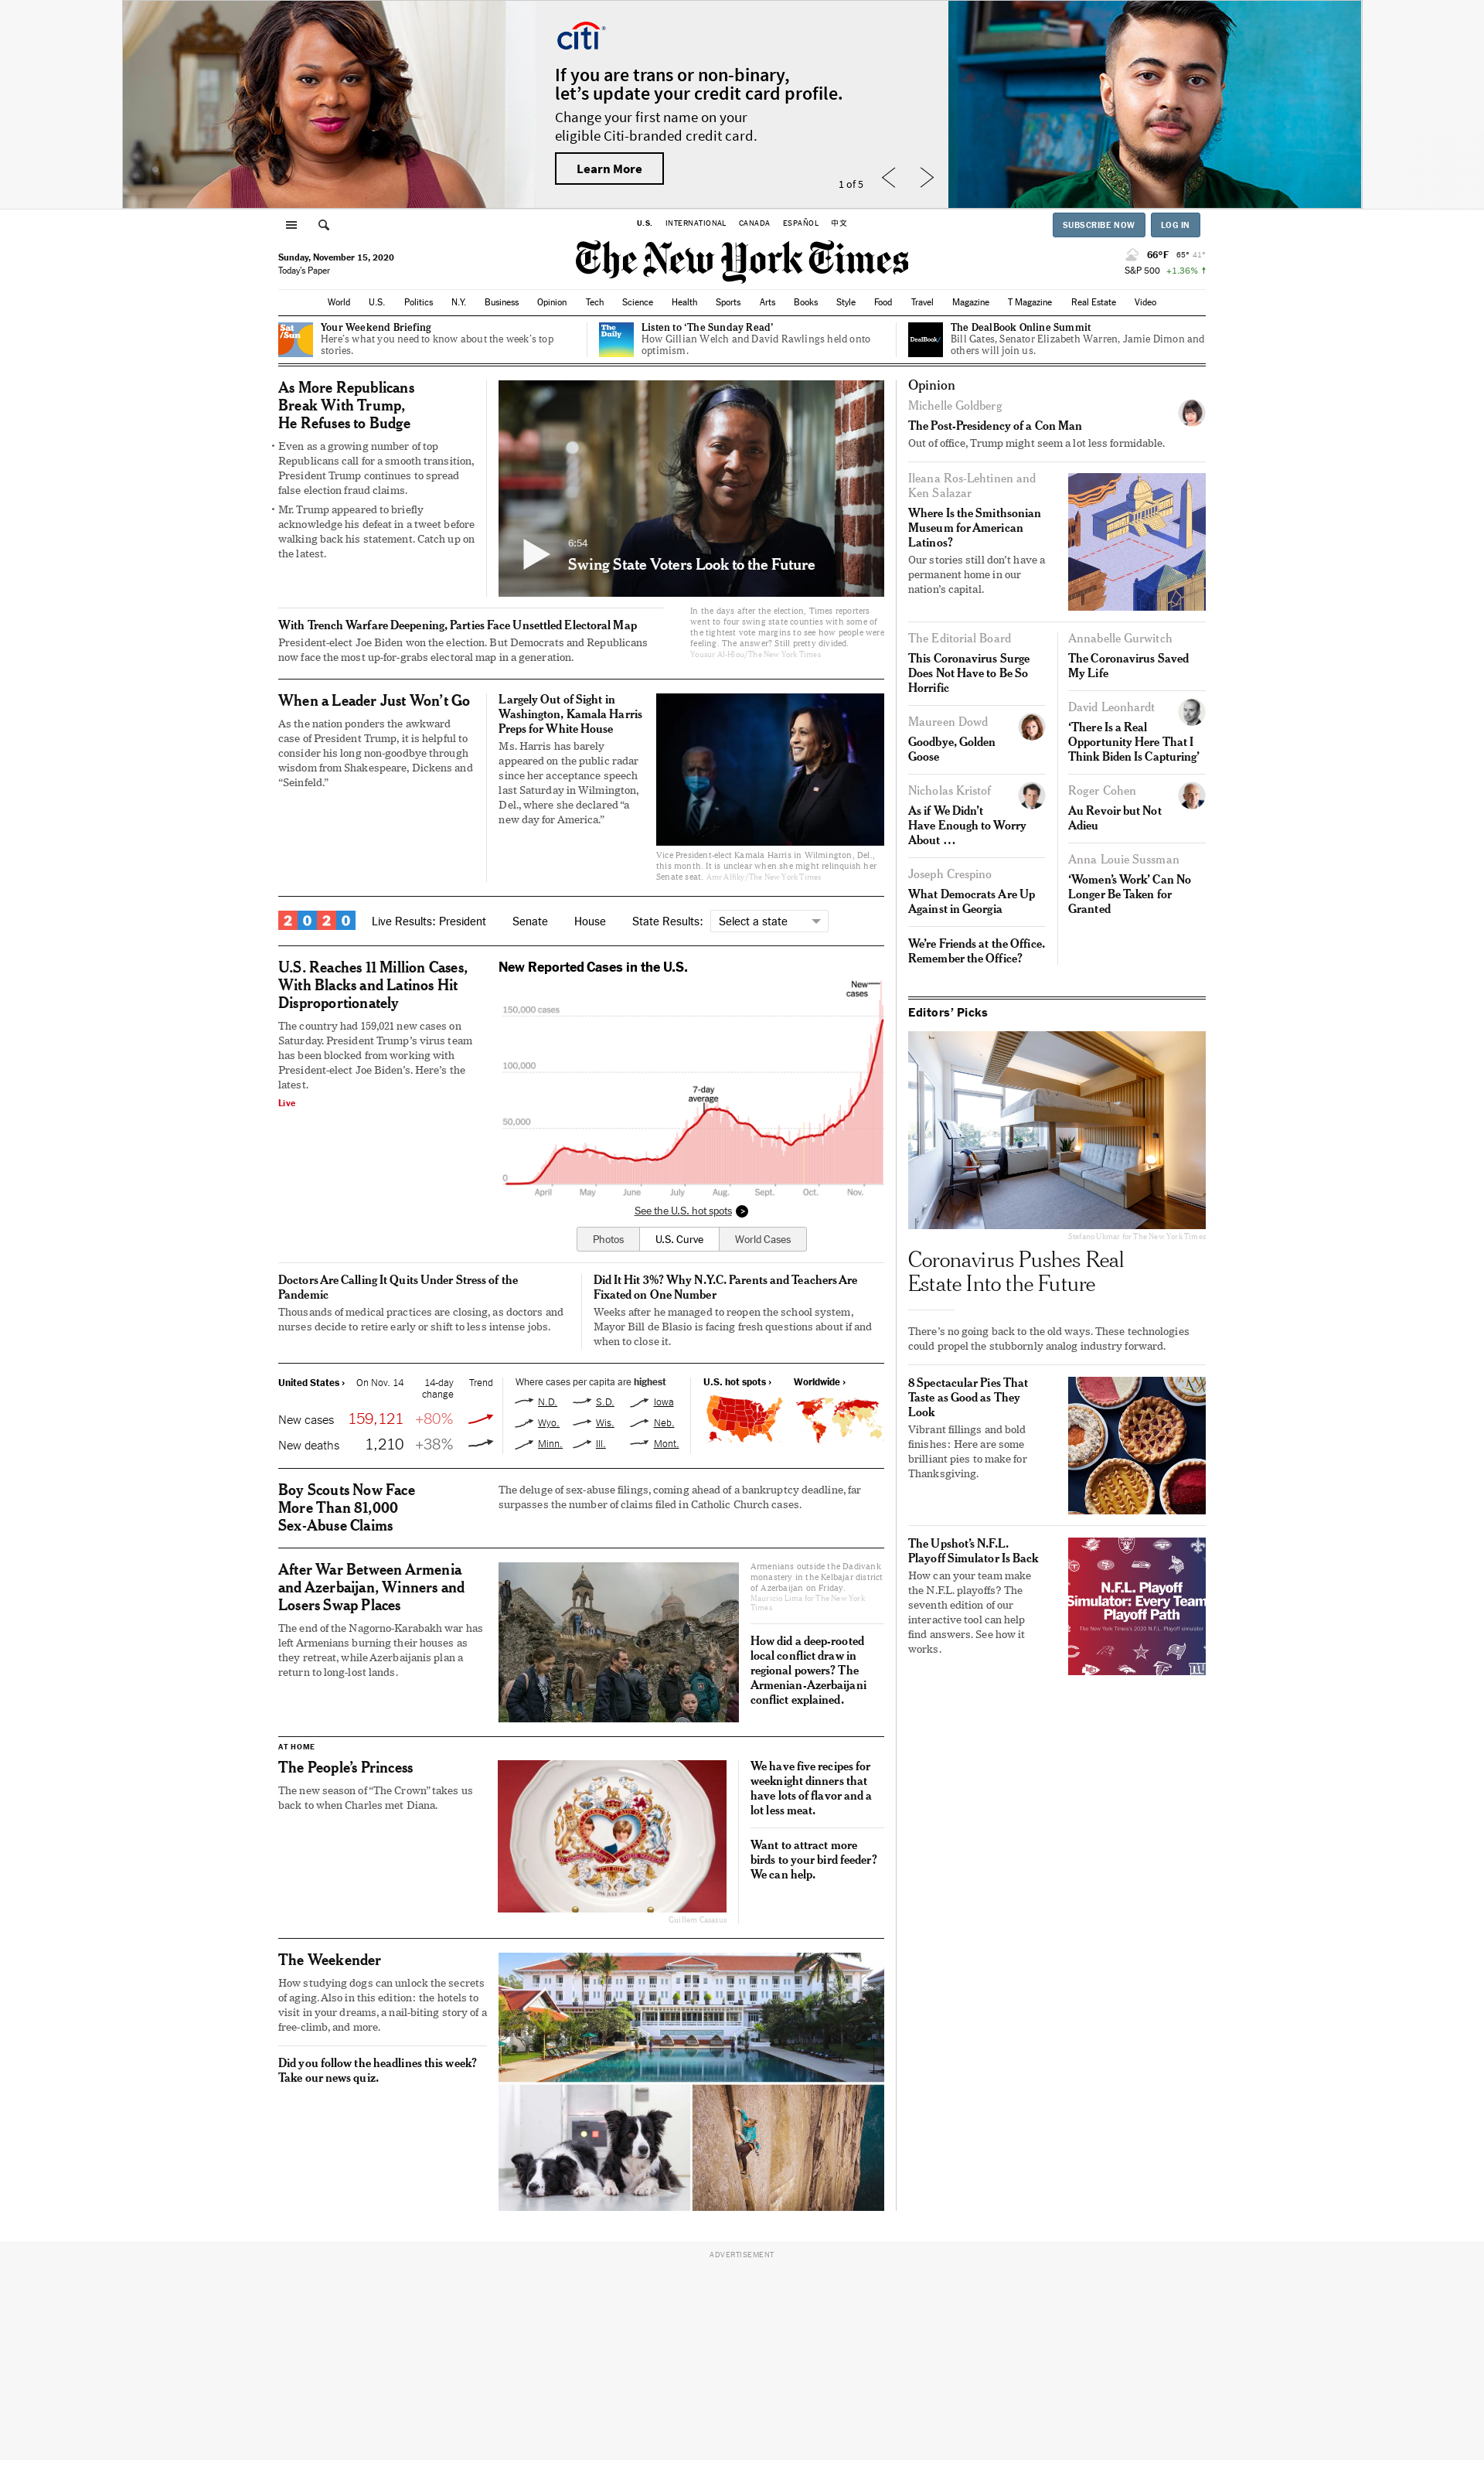 citi
If you are trans or non-binary,
let's update your credit card profile.
Change your first name on your
eligible Citi-branded credit card.
Learn More
1 of 5
U.S. INTERNATIONAL CANADA ESPAÑOL 中文
SUBSCRIBE NOW LOG IN
Sunday, November 15, 2020
Today's Paper
The New York Times
66°F 65° 41°
S&P 500 +1.36% ↑
World U.S. Politics N.Y. Business Opinion Tech Science Health Sports Arts Books Style Food Travel Magazine T Magazine Real Estate Video
Sat
/Sun
Your Weekend Briefing
Here's what you need to know about the week's top
stories.
The
Daily
Listen to 'The Sunday Read'
How Gillian Welch and David Rawlings held onto
optimism.
DealBook/
The DealBook Online Summit
Bill Gates, Senator Elizabeth Warren, Jamie Dimon and
others will join us.
As More Republicans
Break With Trump,
He Refuses to Budge
• Even as a growing number of top
Republicans call for a smooth transition,
President Trump continues to spread
false election fraud claims.
• Mr. Trump appeared to briefly
acknowledge his defeat in a tweet before
walking back his statement. Catch up on
the latest.
6:54
Swing State Voters Look to the Future
With Trench Warfare Deepening, Parties Face Unsettled Electoral Map
President-elect Joe Biden won the election. But Democrats and Republicans
now face the most up-for-grabs electoral map in a generation.
In the days after the election, Times reporters
went to four swing state counties with some of
the tightest vote margins to see how people were
feeling. The answer? Still pretty divided.
Yousur Al-Hlou/The New York Times
When a Leader Just Won't Go
As the nation ponders the awkward
case of President Trump, it is helpful to
consider his long non-goodbye through
wisdom from Shakespeare, Dickens and
“Seinfeld.”
Largely Out of Sight in
Washington, Kamala Harris
Preps for White House
Ms. Harris has barely
appeared on the public radar
since her acceptance speech
last Saturday in Wilmington,
Del., where she declared “a
new day for America.”
Vice President-elect Kamala Harris in Wilmington, Del.,
this month. It is unclear when she might relinquish her
Senate seat. Amr Alfiky/The New York Times
2020
Live Results: President Senate House State Results: Select a state
U.S. Reaches 11 Million Cases,
With Blacks and Latinos Hit
Disproportionately
The country had 159,021 new cases on
Saturday. President Trump's virus team
has been blocked from working with
President-elect Joe Biden's. Here's the
latest.
Live
New Reported Cases in the U.S.
New
cases
150,000 cases
100,000
7-day
average
50,000
0
April May June July Aug. Sept. Oct. Nov.
See the U.S. hot spots >
Photos U.S. Curve World Cases
Doctors Are Calling It Quits Under Stress of the
Pandemic
Thousands of medical practices are closing, as doctors and
nurses decide to retire early or shift to less intense jobs.
Did It Hit 3%? Why N.Y.C. Parents and Teachers Are
Fixated on One Number
Weeks after he managed to reopen the school system,
Mayor Bill de Blasio is facing fresh questions about if and
when to close it.
United States › On Nov. 14 14-day
change Trend
New cases 159,121 +80%
New deaths 1,210 +38%
Where cases per capita are highest
N.D. S.D. Iowa
Wyo. Wis. Neb.
Minn. Ill. Mont.
U.S. hot spots › Worldwide ›
Boy Scouts Now Face
More Than 81,000
Sex-Abuse Claims
The deluge of sex-abuse filings, coming ahead of a bankruptcy deadline, far
surpasses the number of claims filed in Catholic Church cases.
After War Between Armenia
and Azerbaijan, Winners and
Losers Swap Places
The end of the Nagorno-Karabakh war has
left Armenians burning their houses as
they retreat, while Azerbaijanis plan a
return to long-lost lands.
Armenians outside the Dadivank
monastery in the Kelbajar district
of Azerbaijan on Friday.
Mauricio Lima for The New York
Times
How did a deep-rooted
local conflict draw in
regional powers? The
Armenian-Azerbaijani
conflict explained.
AT HOME
The People's Princess
The new season of “The Crown” takes us
back to when Charles met Diana.
Guillem Casasus
We have five recipes for
weeknight dinners that
have lots of flavor and a
lot less meat.
Want to attract more
birds to your bird feeder?
We can help.
The Weekender
How studying dogs can unlock the secrets
of aging. Also in this edition: the hotels to
visit in your dreams, a nail-biting story of a
free-climb, and more.
Did you follow the headlines this week?
Take our news quiz.
Opinion
Michelle Goldberg
The Post-Presidency of a Con Man
Out of office, Trump might seem a lot less formidable.
Ileana Ros-Lehtinen and
Ken Salazar
Where Is the Smithsonian
Museum for American
Latinos?
Our stories still don't have a
permanent home in our
nation's capital.
The Editorial Board
This Coronavirus Surge
Does Not Have to Be So
Horrific
Maureen Dowd
Goodbye, Golden
Goose
Nicholas Kristof
As if We Didn't
Have Enough to Worry
About …
Joseph Crespino
What Democrats Are Up
Against in Georgia
We're Friends at the Office.
Remember the Office?
Annabelle Gurwitch
The Coronavirus Saved
My Life
David Leonhardt
'There Is a Real
Opportunity Here That I
Think Biden Is Capturing'
Roger Cohen
Au Revoir but Not
Adieu
Anna Louie Sussman
'Women's Work' Can No
Longer Be Taken for
Granted
Editors' Picks
Stefano Ukmar for The New York Times
Coronavirus Pushes Real
Estate Into the Future
There's no going back to the old ways. These technologies
could propel the stubbornly analog industry forward.
8 Spectacular Pies That
Taste as Good as They
Look
Vibrant fillings and bold
finishes: Here are some
brilliant pies to make for
Thanksgiving.
The Upshot's N.F.L.
Playoff Simulator Is Back
How can your team make
the N.F.L. playoffs? The
seventh edition of our
interactive tool can help
find answers. See how it
works.
N.F.L. Playoff
Simulator: Every Team
Playoff Path
The New York Times's 2020 N.F.L. Playoff simulator
ADVERTISEMENT